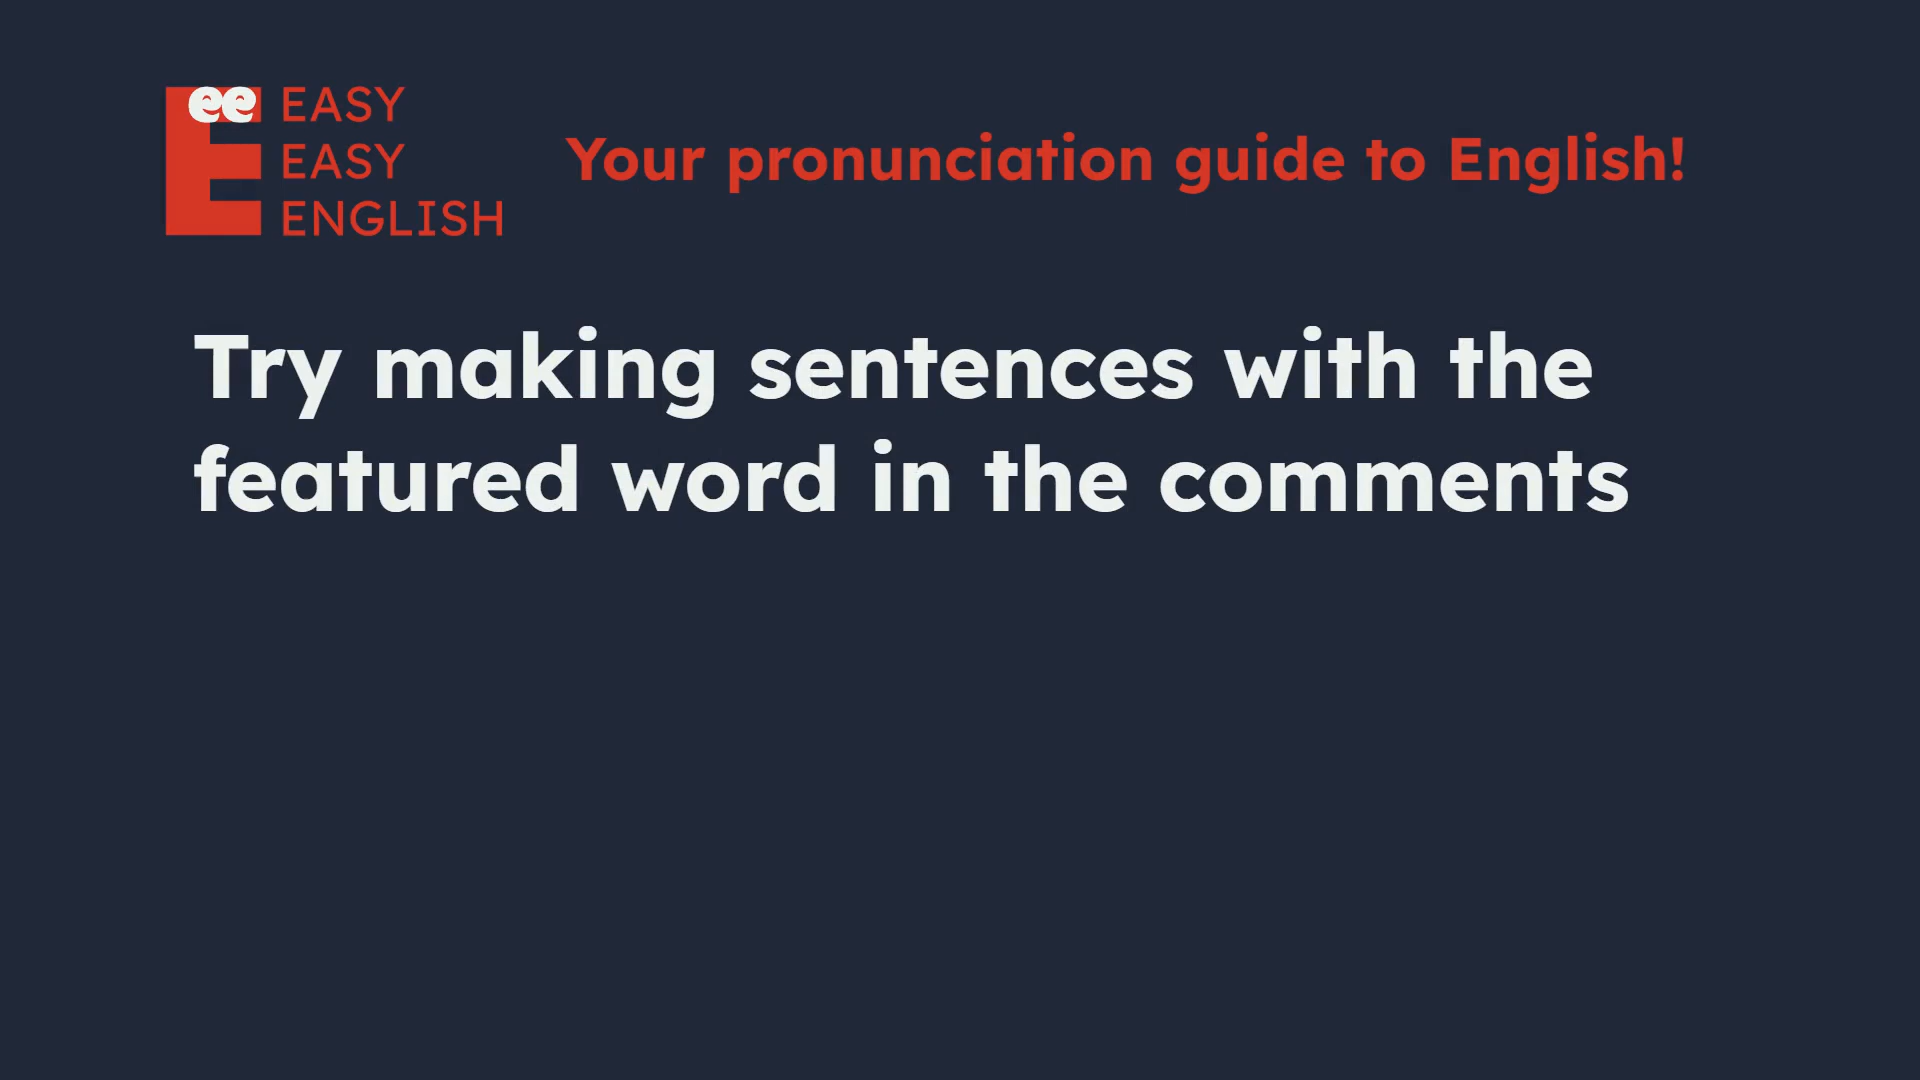 ee
EASY
EASY
ENGLISH
Your pronunciation guide to English!
Try making sentences with the
featured word in the comments